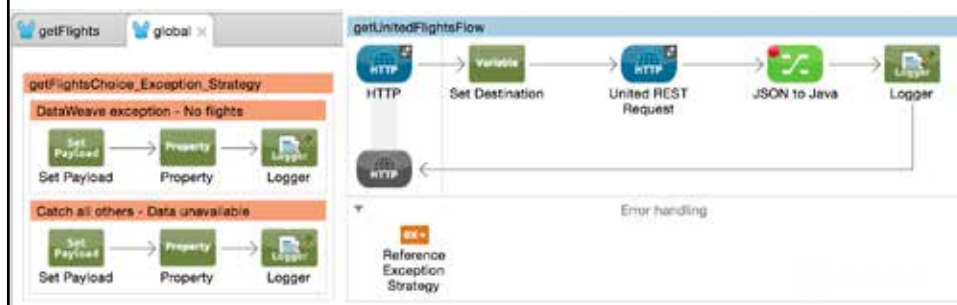 getFlights
global
getFlightsChoice_Exception_Strategy
DataWeave exception - No flights
Set Payload
Property
Logger
Set Payload
Property
Logger
Catch all others - Data unavailable
Set Payload
Property
Logger
Set Payload
Property
Logger
getUnitedFlightsFlow
HTTP
Variable
HTTP
Logger
HTTP
Set Destination
United REST Request
JSON to Java
Logger
HTTP
Error handling
EX
Reference
Exception
Strategy